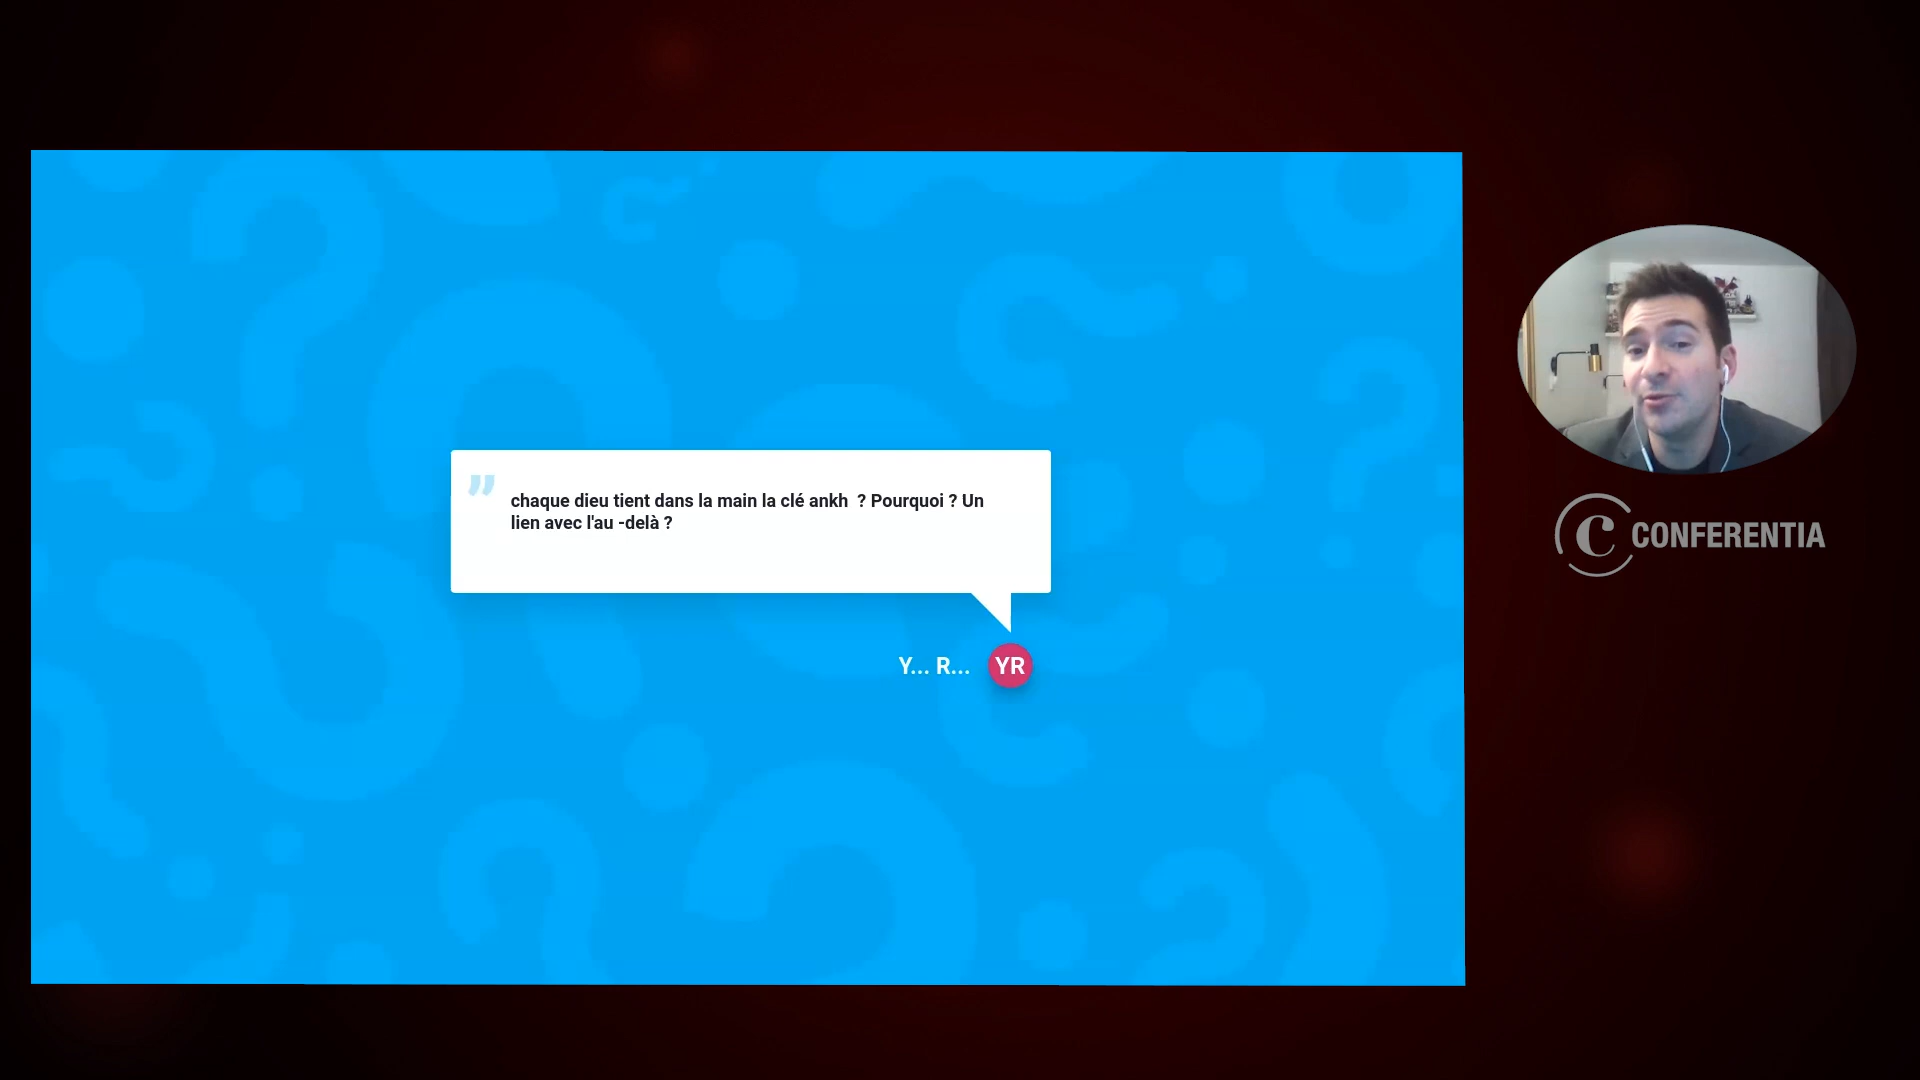 chaque dieu tient dans la main la clé ankh  ? Pourquoi ? Un
lien avec l'au -delà ?
Y... R...
YR
C CONFERENTIA